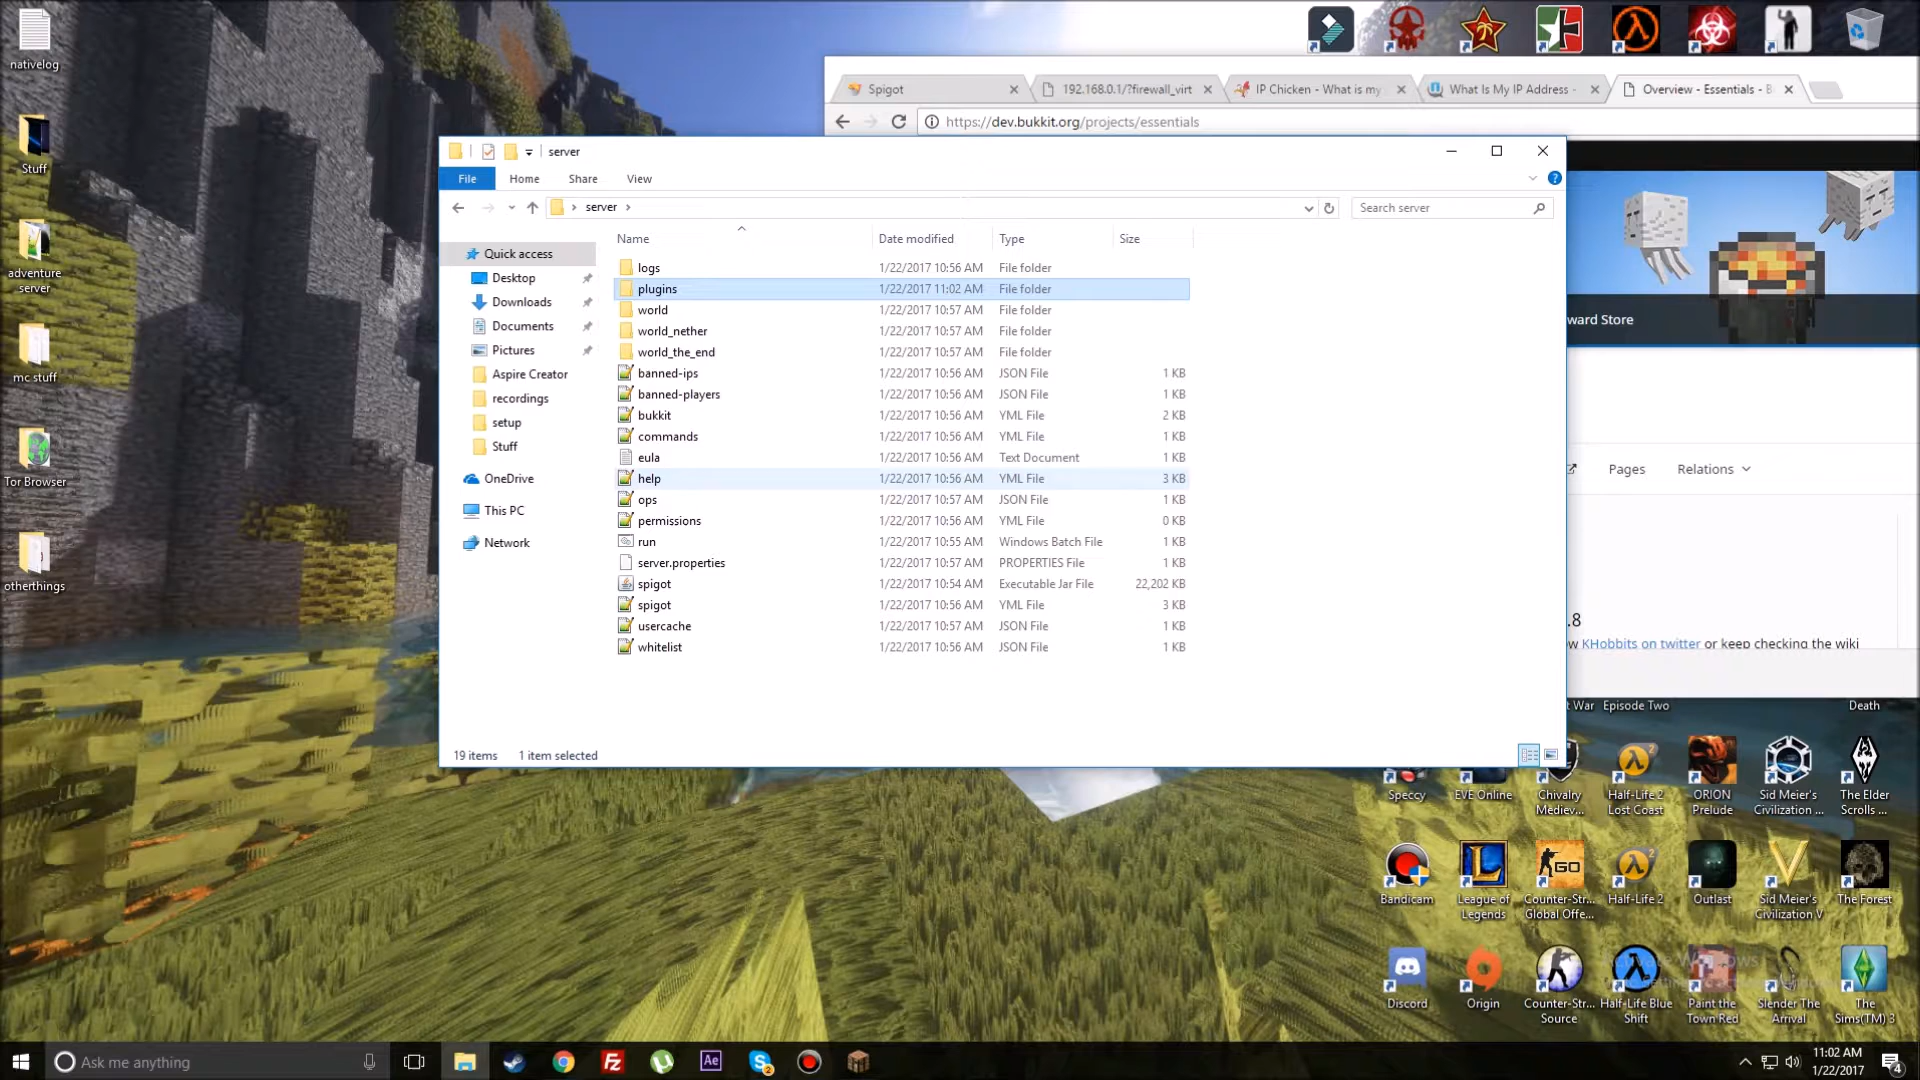 nativelog
Stuff
adventure
server
mc stuff
Tor Browser
otherthings
Spigot
192.168.0.1/?firewall_virt
IP Chicken - What is my
What Is My IP Address -
Overview - Essentials - B
https://dev.bukkit.org/projects/essentials
server
File
Home
Share
View
server
Search server
Name
Date modified
Type
Size
Quick access
Desktop
Downloads
Documents
Pictures
Aspire Creator
recordings
setup
Stuff
OneDrive
This PC
Network
logs 1/22/2017 10:56 AM File folder
plugins 1/22/2017 11:02 AM File folder
world 1/22/2017 10:57 AM File folder
world_nether 1/22/2017 10:57 AM File folder
world_the_end 1/22/2017 10:57 AM File folder
banned-ips 1/22/2017 10:56 AM JSON File 1 KB
banned-players 1/22/2017 10:56 AM JSON File 1 KB
bukkit 1/22/2017 10:56 AM YML File 2 KB
commands 1/22/2017 10:56 AM YML File 1 KB
eula 1/22/2017 10:56 AM Text Document 1 KB
help 1/22/2017 10:56 AM YML File 3 KB
ops 1/22/2017 10:57 AM JSON File 1 KB
permissions 1/22/2017 10:56 AM YML File 0 KB
run 1/22/2017 10:55 AM Windows Batch File 1 KB
server.properties 1/22/2017 10:57 AM PROPERTIES File 1 KB
spigot 1/22/2017 10:54 AM Executable Jar File 22,202 KB
spigot 1/22/2017 10:56 AM YML File 3 KB
usercache 1/22/2017 10:57 AM JSON File 1 KB
whitelist 1/22/2017 10:56 AM JSON File 1 KB
19 items
1 item selected
ward Store
Pages
Relations
.8
ow KHobbits on twitter or keep checking the wiki
t War
Episode Two
Death
Speccy
EVE Online
Chivalry
Medievc...
Half-Life 2
Lost Coast
ORION
Prelude
Sid Meier's
Civilization ...
The Elder
Scrolls ...
Bandicam
League of
Legends
Counter-Str...
Global Offe...
Half-Life 2
Outlast
Sid Meier's
Civilization V
The Forest
Discord
Origin
Counter-Str...
Source
Half-Life Blue
Shift
Paint the
Town Red
Slender The
Arrival
The
Sims(TM) 3
Ask me anything
11:02 AM
1/22/2017